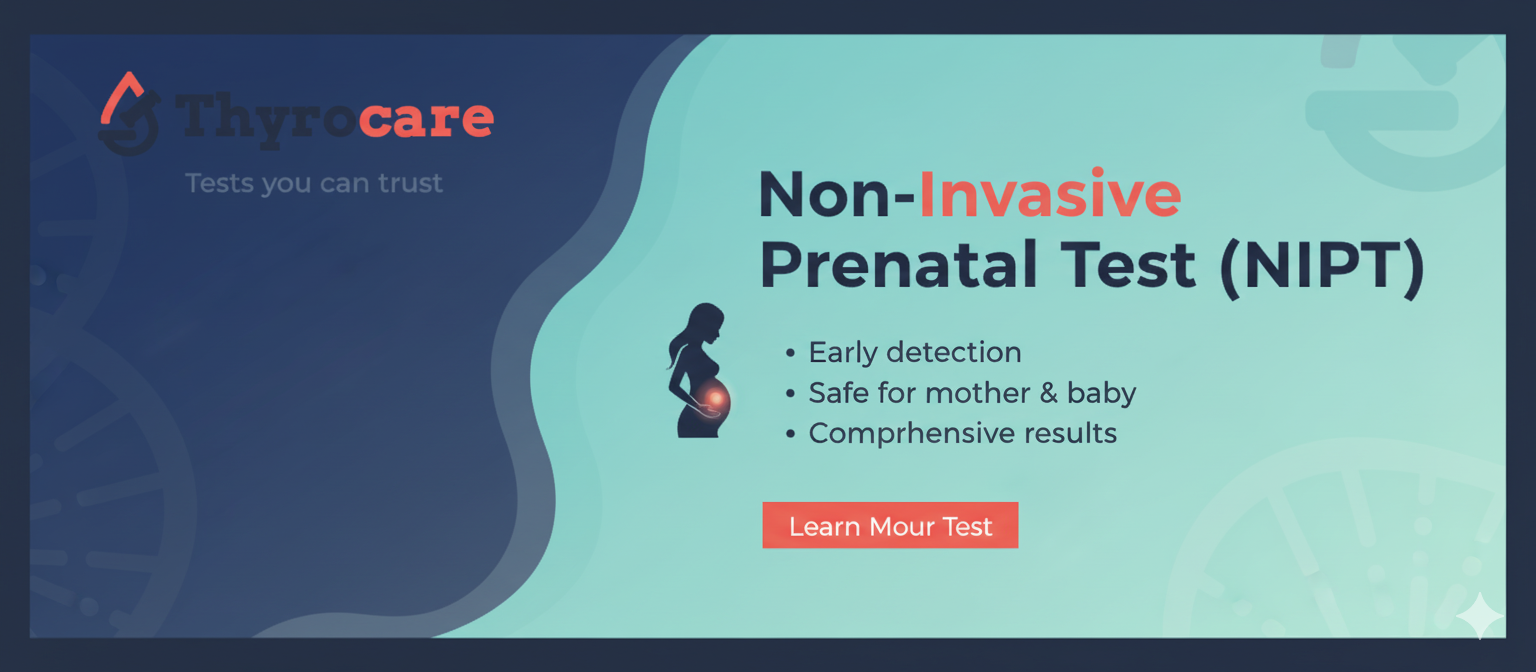 Thyrocare
Tests you can trust
Non-Invasive
Prenatal Test (NIPT)
• Early detection
• Safe for mother & baby
• Comprhensive results
Learn Mour Test